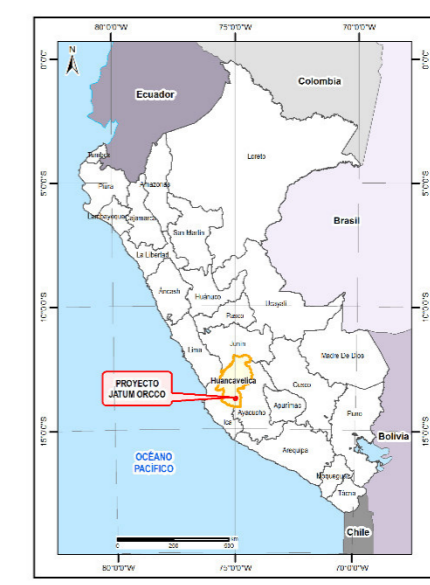 80°0'0"O 75°0'0"O 70°0'0"O
N
0°0'0"
0°0'0"
Colombia
Ecuador
Loreto
Tumbes
Piura
Amazonas
5°0'0"S
5°0'0"S
Lambayeque
Cajamarca
San Martín
Brasil
La Libertad
Áncash
Huánuco
Ucayali
10°0'0"S
10°0'0"S
Pasco
Junín
Lima
Madre De Dios
Huancavelica
Cusco
PROYECTO
JATUM ORCCO
Ayacucho
Apurímac
Puno
Ica
15°0'0"S
15°0'0"S
Bolivia
Arequipa
OCÉANO
PACÍFICO
Moquegua
Tacna
Chile
0 200
80°0'0"O 75°0'0"O 70°0'0"O